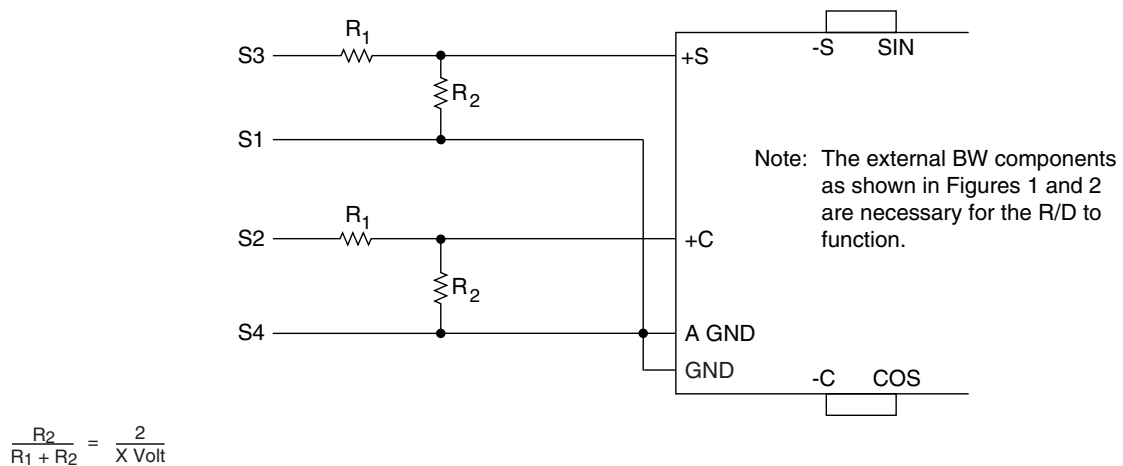 S3
R1
+S
-S SIN
R2
S1
Note: The external BW components
as shown in Figures 1 and 2
are necessary for the R/D to
function.
S2
R1
+C
R2
S4
A GND
GND
-C COS
R2 / R1 + R2 = 2 / X Volt